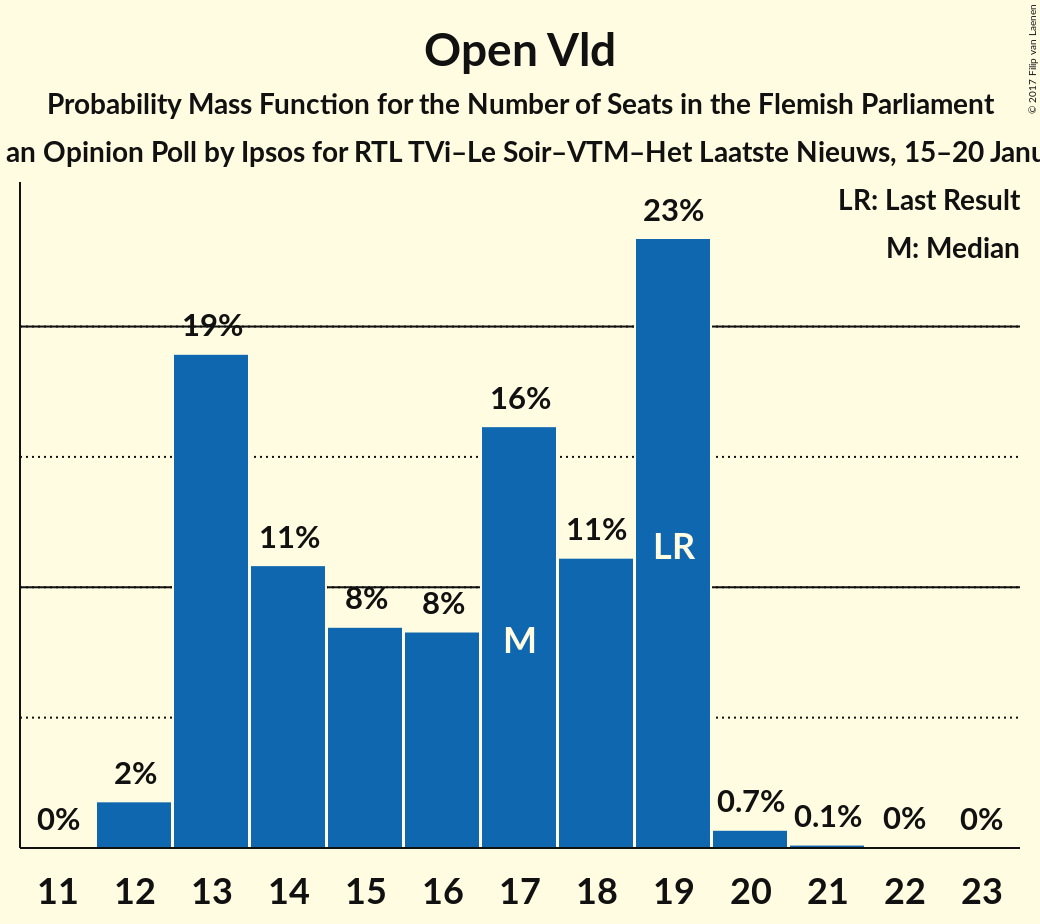 Open Vld
Probability Mass Function for the Number of Seats in the Flemish Parliament
an Opinion Poll by Ipsos for RTL TVi–Le Soir–VTM–Het Laatste Nieuws, 15–20 Janu
© 2017 Filip van Laenen
LR: Last Result
M: Median
23%
19%
16%
11%
11%
8%
8%
2%
0%
0.7%
0.1%
0%
0%
LR
M
11 12 13 14 15 16 17 18 19 20 21 22 23